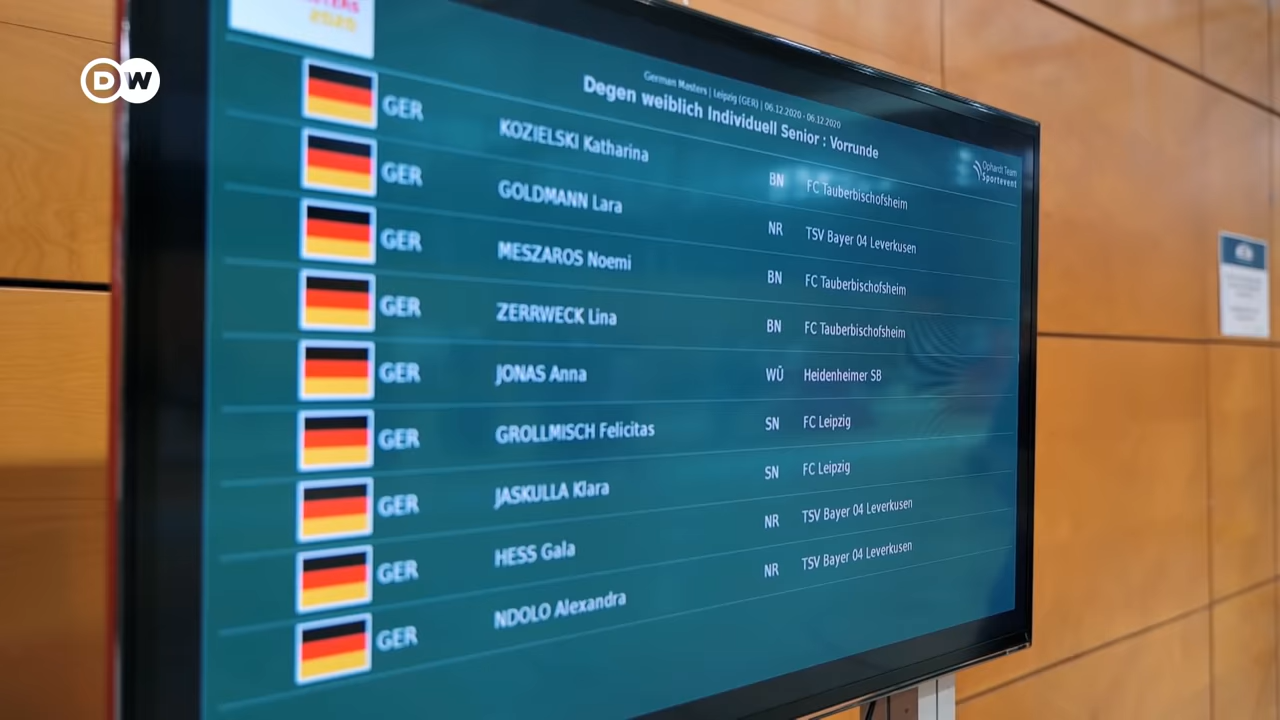 DW
2020
German Masters | Leipzig (GER) | 06.12.2020 - 06.12.2020
Degen weiblich Individuell Senior : Vorrunde
Ophardt Team
Sportevent
GER KOZIELSKI Katharina BN FC Tauberbischofsheim
GER GOLDMANN Lara NR TSV Bayer 04 Leverkusen
GER MESZAROS Noemi BN FC Tauberbischofsheim
GER ZERRWECK Lina BN FC Tauberbischofsheim
GER JONAS Anna WÜ Heidenheimer SB
GER GROLLMISCH Felicitas SN FC Leipzig
GER JASKULLA Klara SN FC Leipzig
GER HESS Gala NR TSV Bayer 04 Leverkusen
GER NDOLO Alexandra NR TSV Bayer 04 Leverkusen